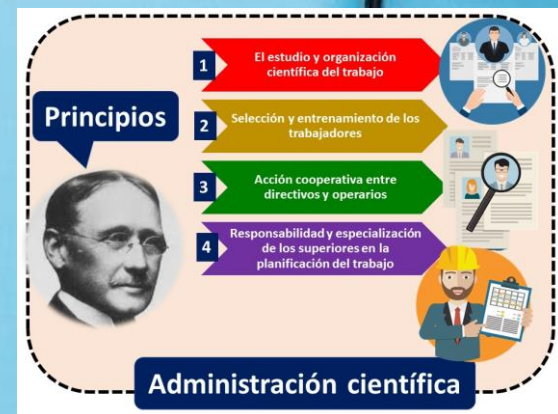 Principios
1
El estudio y organización
científica del trabajo
2
Selección y entrenamiento de los
trabajadores
3
Acción cooperativa entre
directivos y operarios
4
Responsabilidad y especialización
de los superiores en la
planificación del trabajo
Administración científica